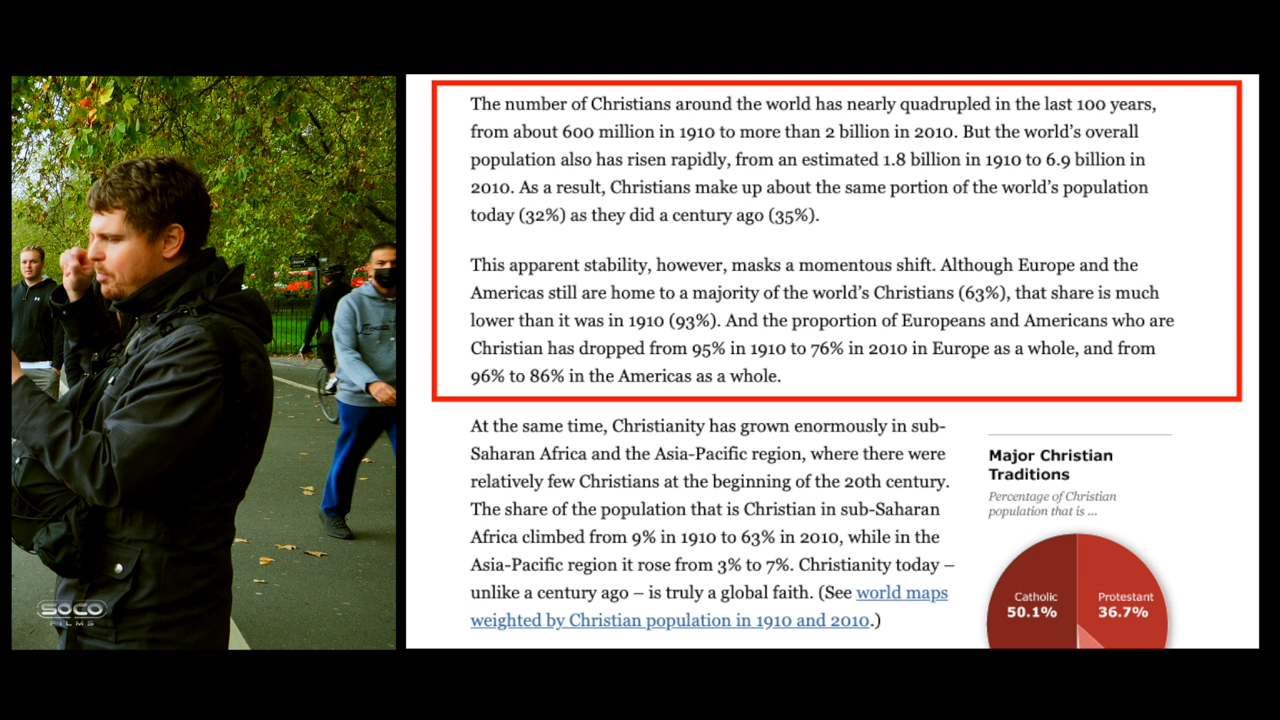 The number of Christians around the world has nearly quadrupled in the last 100 years,
from about 600 million in 1910 to more than 2 billion in 2010. But the world's overall
population also has risen rapidly, from an estimated 1.8 billion in 1910 to 6.9 billion in
2010. As a result, Christians make up about the same portion of the world's population
today (32%) as they did a century ago (35%).
This apparent stability, however, masks a momentous shift. Although Europe and the
Americas still are home to a majority of the world's Christians (63%), that share is much
lower than it was in 1910 (93%). And the proportion of Europeans and Americans who are
Christian has dropped from 95% in 1910 to 76% in 2010 in Europe as a whole, and from
96% to 86% in the Americas as a whole.
At the same time, Christianity has grown enormously in sub-
Saharan Africa and the Asia-Pacific region, where there were
relatively few Christians at the beginning of the 20th century.
The share of the population that is Christian in sub-Saharan
Africa climbed from 9% in 1910 to 63% in 2010, while in the
Asia-Pacific region it rose from 3% to 7%. Christianity today –
unlike a century ago – is truly a global faith. (See world maps
weighted by Christian population in 1910 and 2010.)
Major Christian
Traditions
Percentage of Christian
population that is ...
Catholic
50.1%
Protestant
36.7%
SOCO
FILMS